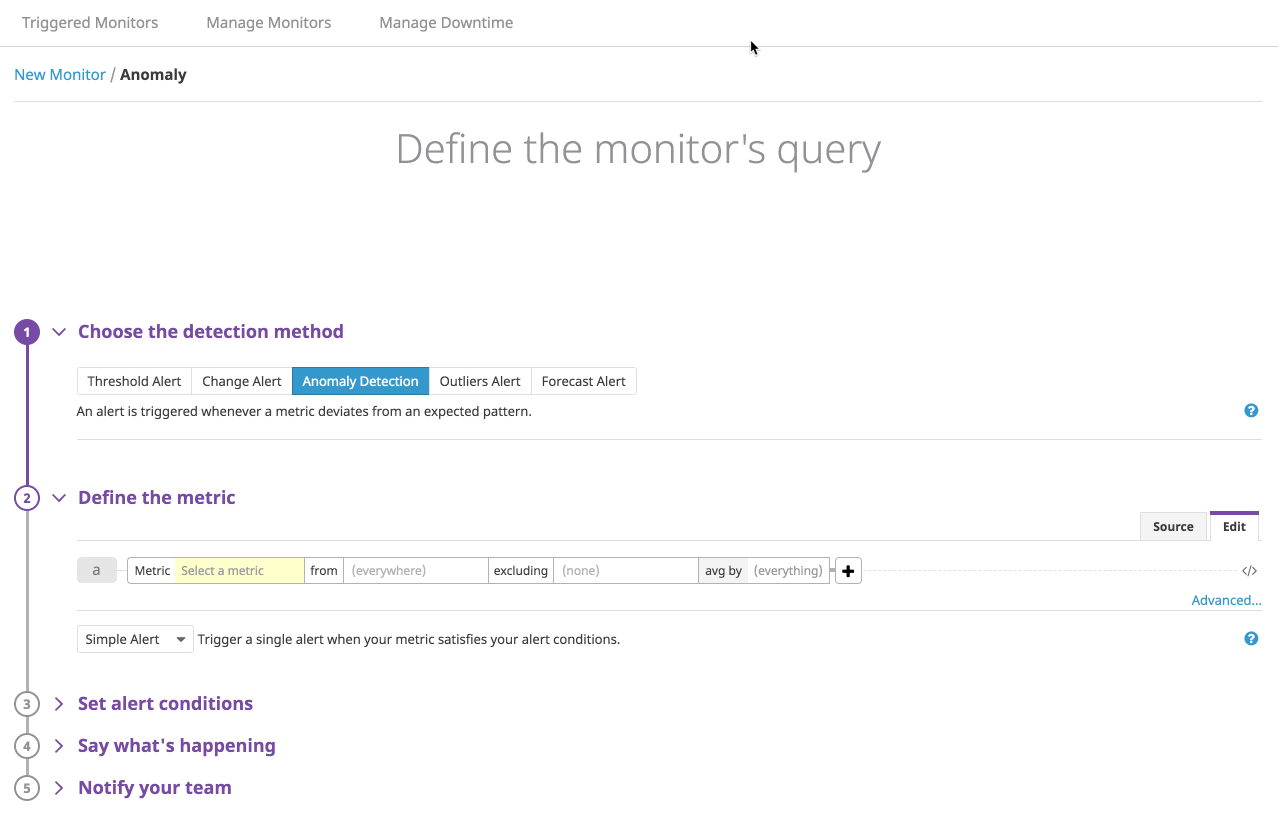 Triggered Monitors Manage Monitors Manage Downtime
New Monitor / Anomaly
Define the monitor's query
1 Choose the detection method
Threshold Alert Change Alert Anomaly Detection Outliers Alert Forecast Alert
An alert is triggered whenever a metric deviates from an expected pattern. ?
2 Define the metric
Source Edit
a Metric Select a metric from (everywhere) excluding (none) avg by (everything) + </>
Advanced...
Simple Alert Trigger a single alert when your metric satisfies your alert conditions. ?
3 Set alert conditions
4 Say what's happening
5 Notify your team